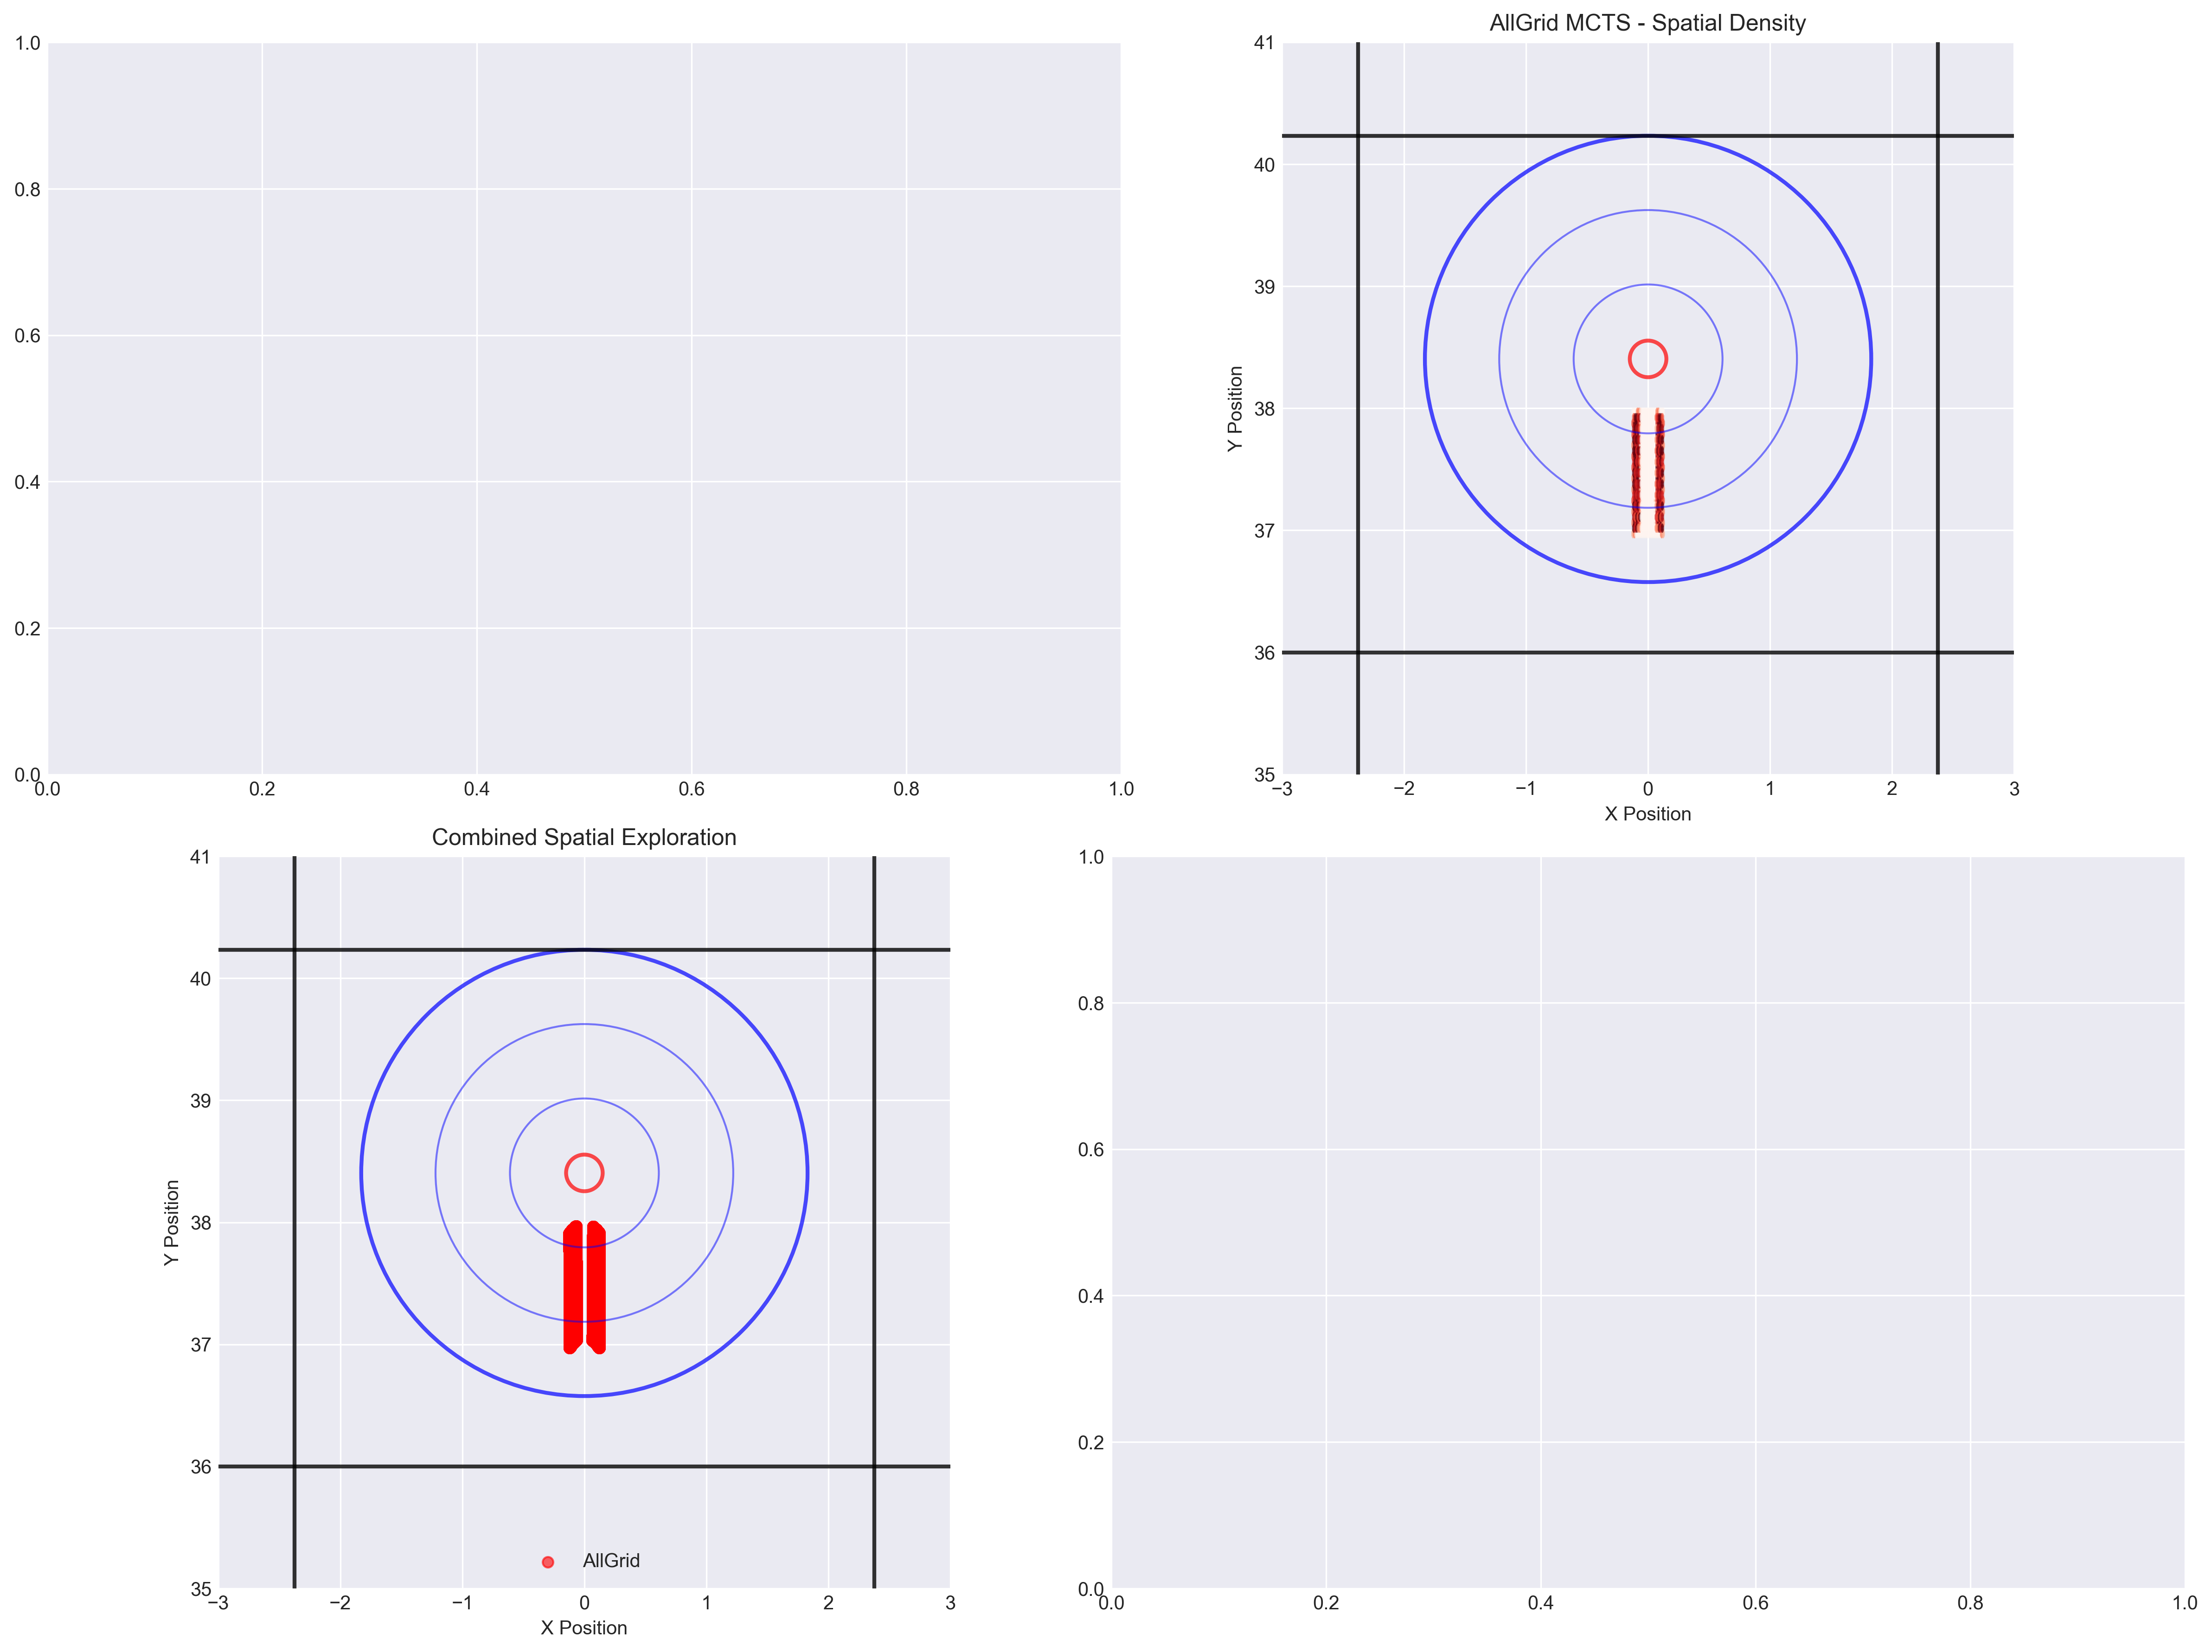 AllGrid MCTS - Spatial Density
1.0
0.8
0.6
0.4
0.2
0.0
0.0 0.2 0.4 0.6 0.8 1.0
41
40
39
38
37
36
35
Y Position
−3 −2 −1 0 1 2 3
X Position
Combined Spatial Exploration
41
40
39
38
37
36
35
Y Position
AllGrid
−3 −2 −1 0 1 2 3
X Position
1.0
0.8
0.6
0.4
0.2
0.0
0.0 0.2 0.4 0.6 0.8 1.0